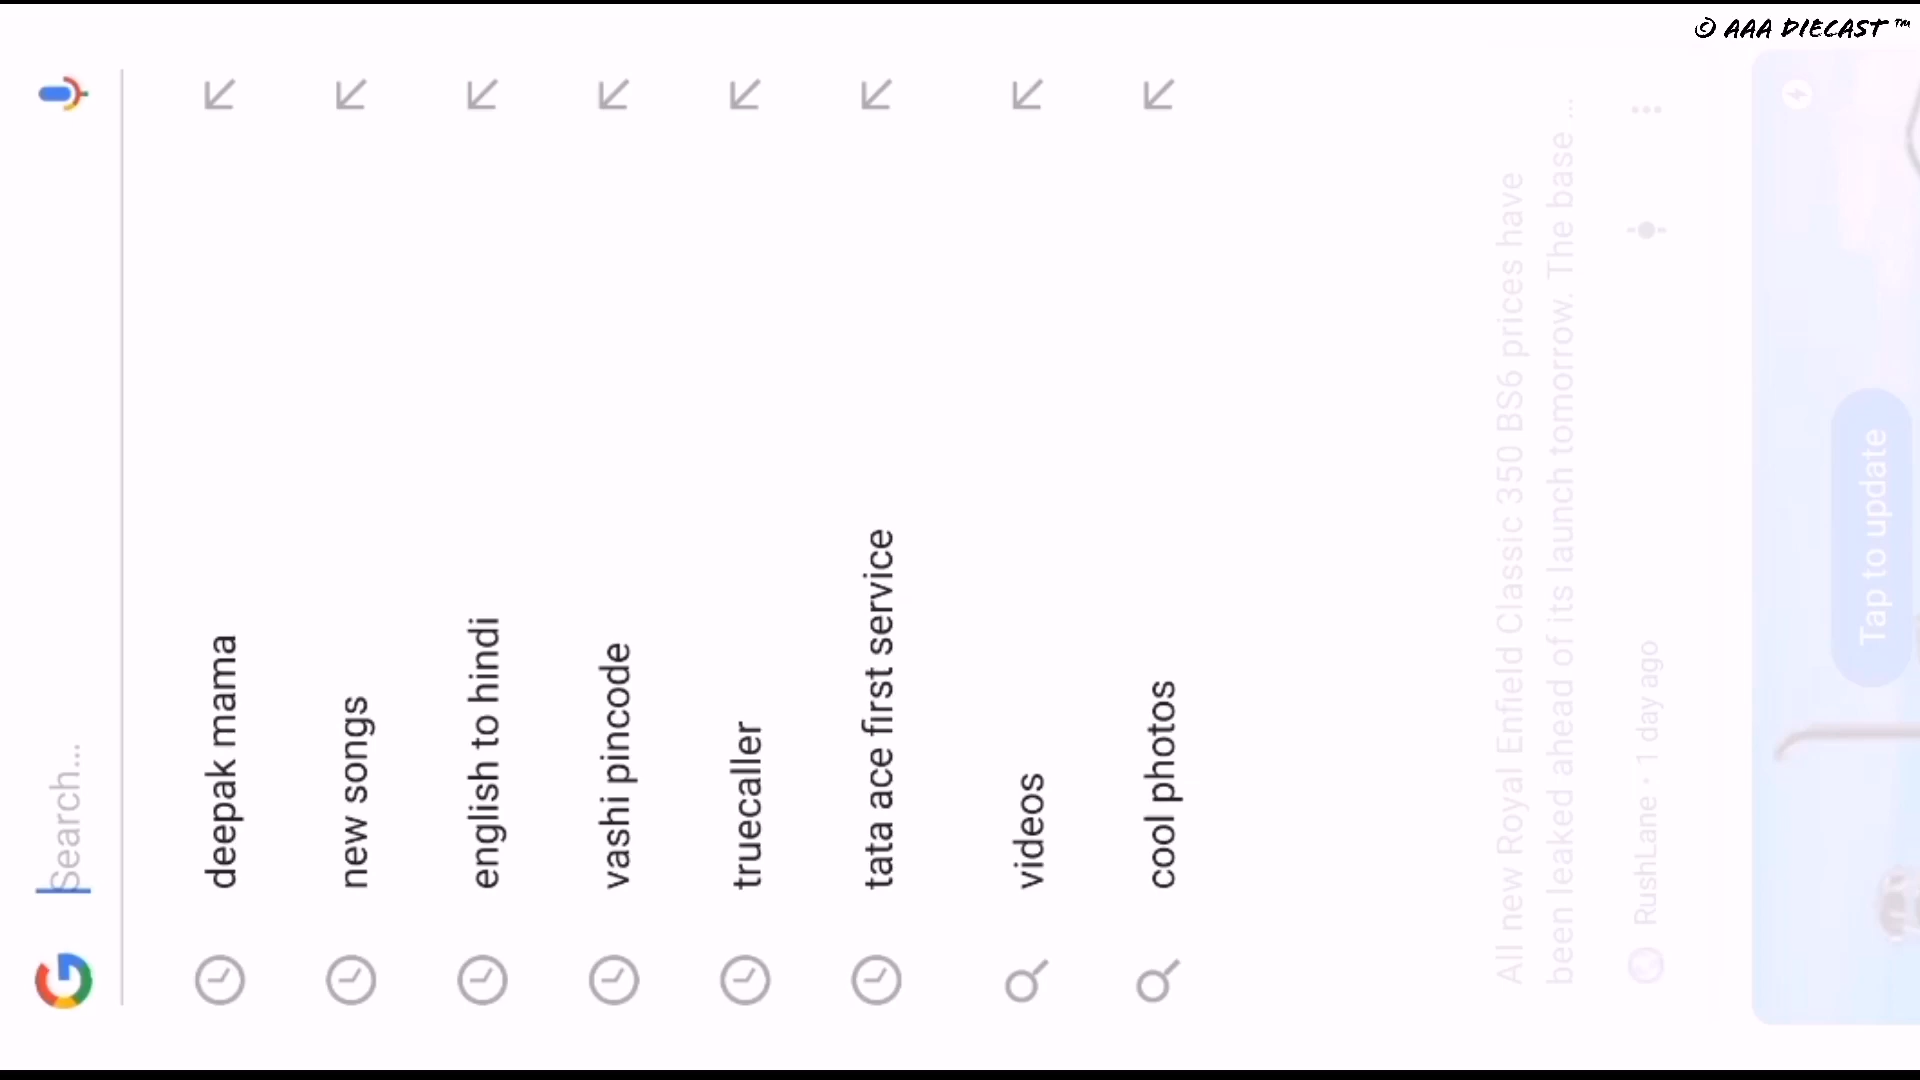 © AAA DIECAST™
Search...
deepak mama
new songs
english to hindi
vashi pincode
truecaller
tata ace first service
videos
cool photos
All new Royal Enfield Classic 350 BS6 prices have
been leaked ahead of its launch tomorrow. The base ...
RushLane • 1 day ago
Tap to update